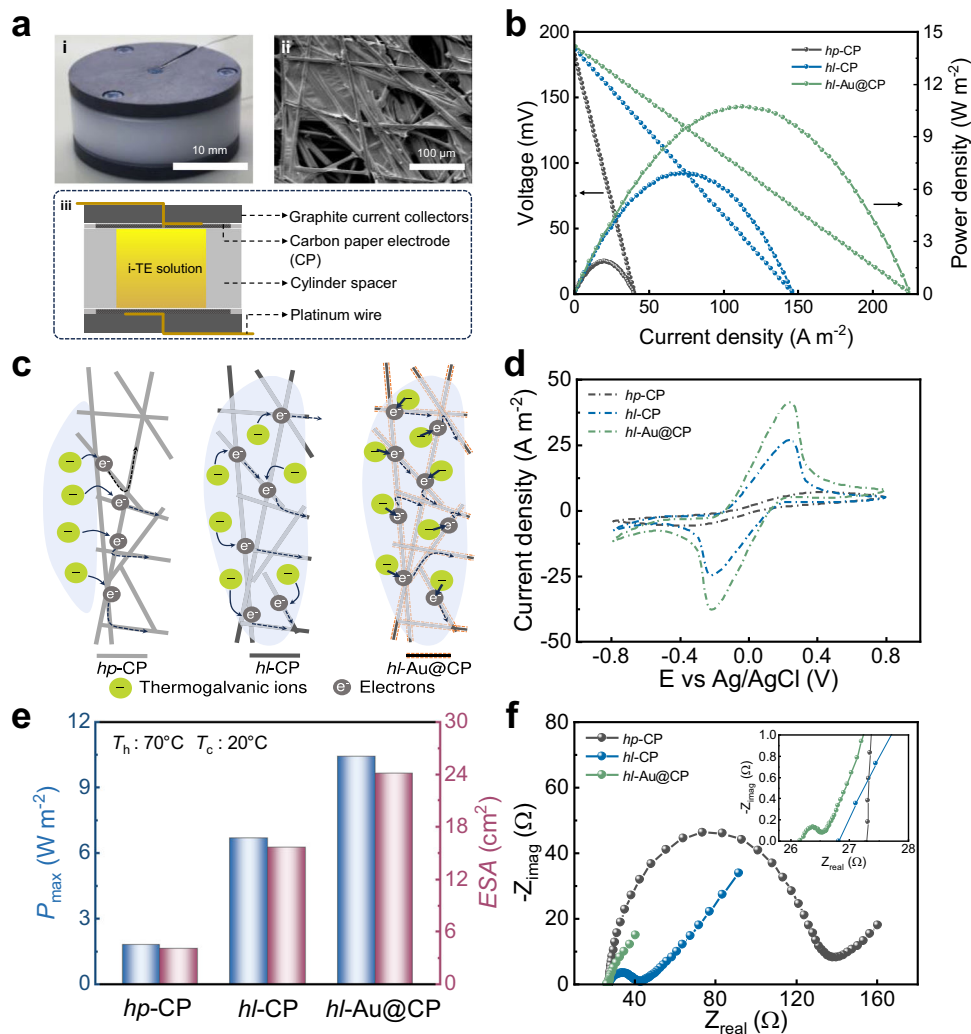 a
i
10 mm
ii
100 μm
iii
i-TE solution
Graphite current collectors
Carbon paper electrode
(CP)
Cylinder spacer
Platinum wire
b
Voltage (mV)
200
150
100
50
0
hp-CP
hl-CP
hl-Au@CP
15
12
9
6
3
0
Power density (W m⁻²)
0 50 100 150 200
Current density (A m⁻²)
c
e⁻
hp-CP
hl-CP
hl-Au@CP
− Thermogalvanic ions
e⁻ Electrons
d
Current density (A m⁻²)
50
25
0
-25
-50
hp-CP
hl-CP
hl-Au@CP
-0.8 -0.4 0.0 0.4 0.8
E vs Ag/AgCl (V)
e
P max (W m⁻²)
12
9
6
3
0
Th : 70°C Tc : 20°C
30
24
18
12
6
0
ESA (cm²)
hp-CP hl-CP hl-Au@CP
f
-Zimag (Ω)
100
80
60
40
20
0
hp-CP
hl-CP
hl-Au@CP
-Zimag (Ω)
1.0
0.8
0.6
0.4
0.2
0.0
26 27 28
Zreal (Ω)
40 80 120 160
Zreal (Ω)